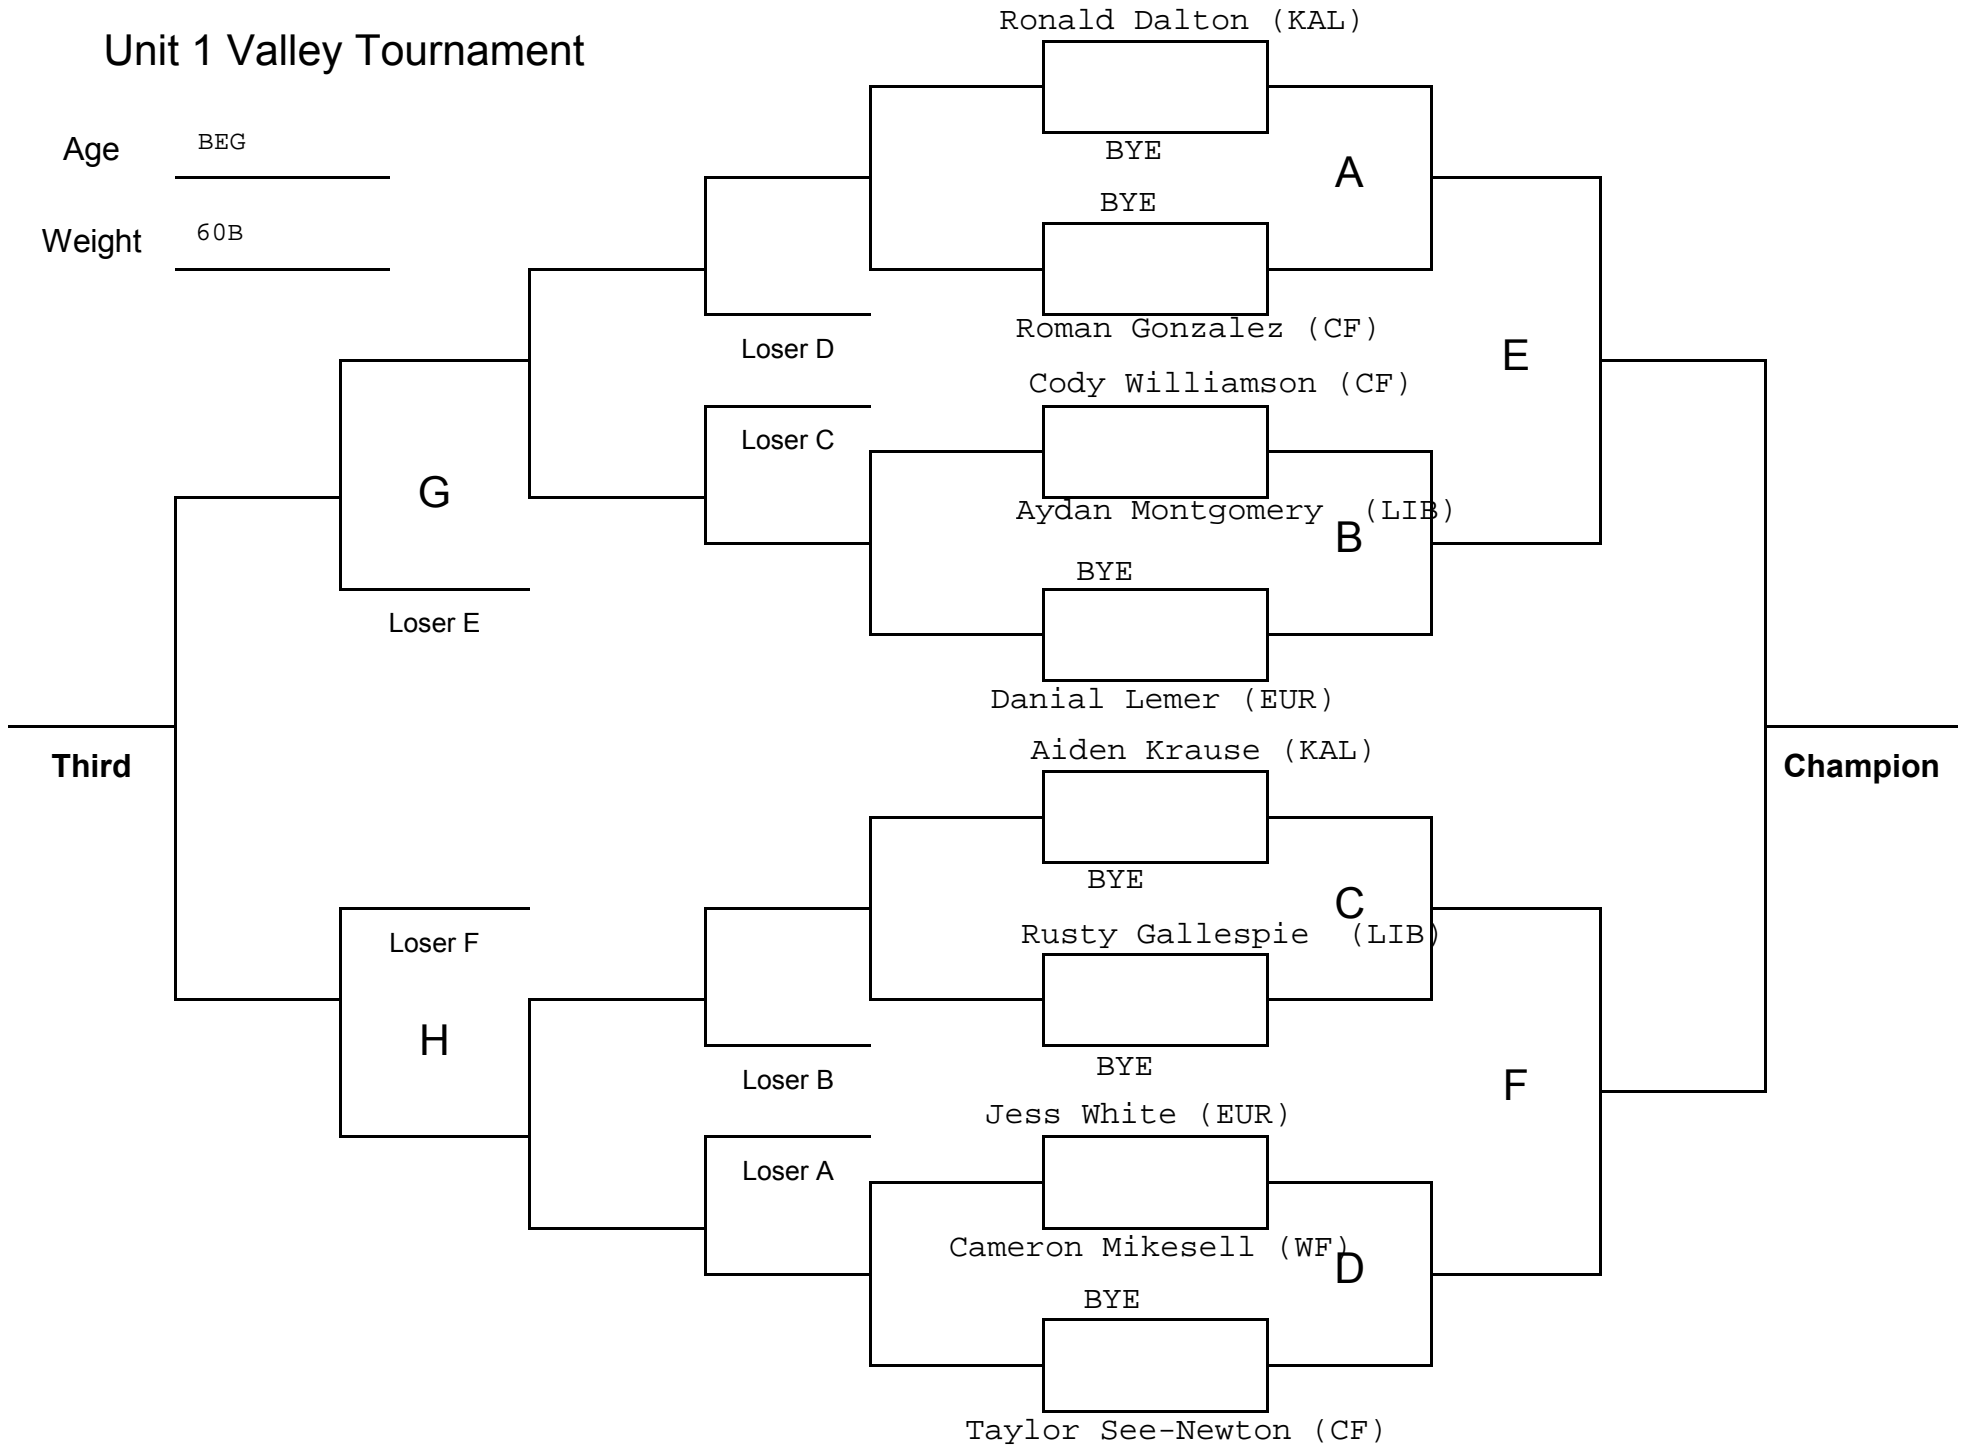 Unit 1 Valley Tournament
Age BEG
Weight 60B
Ronald Dalton (KAL)
BYE
A
BYE
Roman Gonzalez (CF)
Loser D
E
Cody Williamson (CF)
Loser C
G
Aydan Montgomery (LIB)
B
BYE
Loser E
Danial Lemer (EUR)
Aiden Krause (KAL)
Third
Champion
BYE
C
Rusty Gallespie (LIB)
Loser F
H
BYE
Loser B
F
Jess White (EUR)
Loser A
Cameron Mikesell (WF)
D
BYE
Taylor See-Newton (CF)